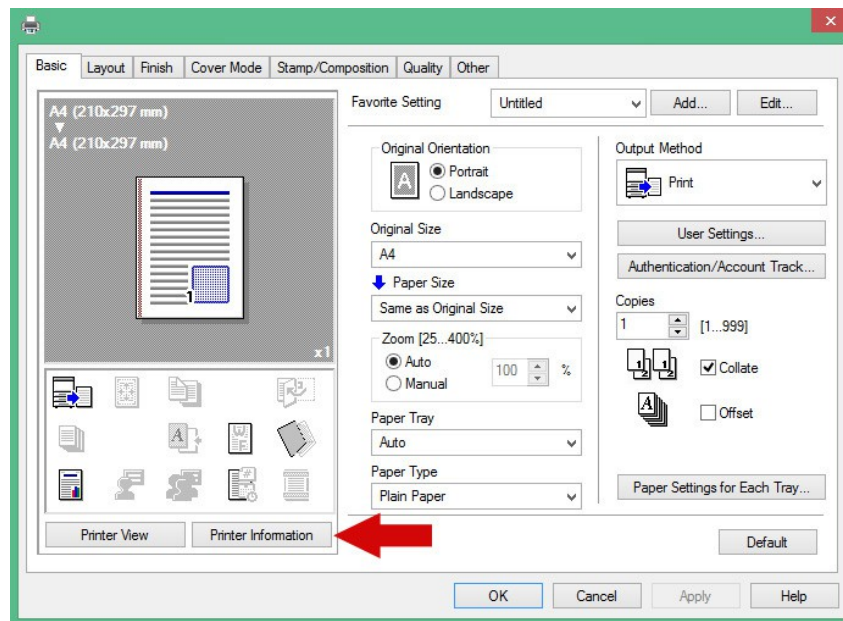 Basic Layout Finish Cover Mode Stamp/Composition Quality Other
A4 (210x297 mm)
A4 (210x297 mm)
1
x1
Printer View Printer Information
Favorite Setting Untitled Add... Edit...
Original Orientation
A
Portrait
Landscape
Original Size
A4
Paper Size
Same as Original Size
Zoom [25...400%]
Auto
Manual
100 %
Paper Tray
Auto
Paper Type
Plain Paper
Output Method
Print
User Settings...
Authentication/Account Track...
Copies
1 [1...999]
Collate
Offset
Paper Settings for Each Tray...
Default
OK Cancel Apply Help